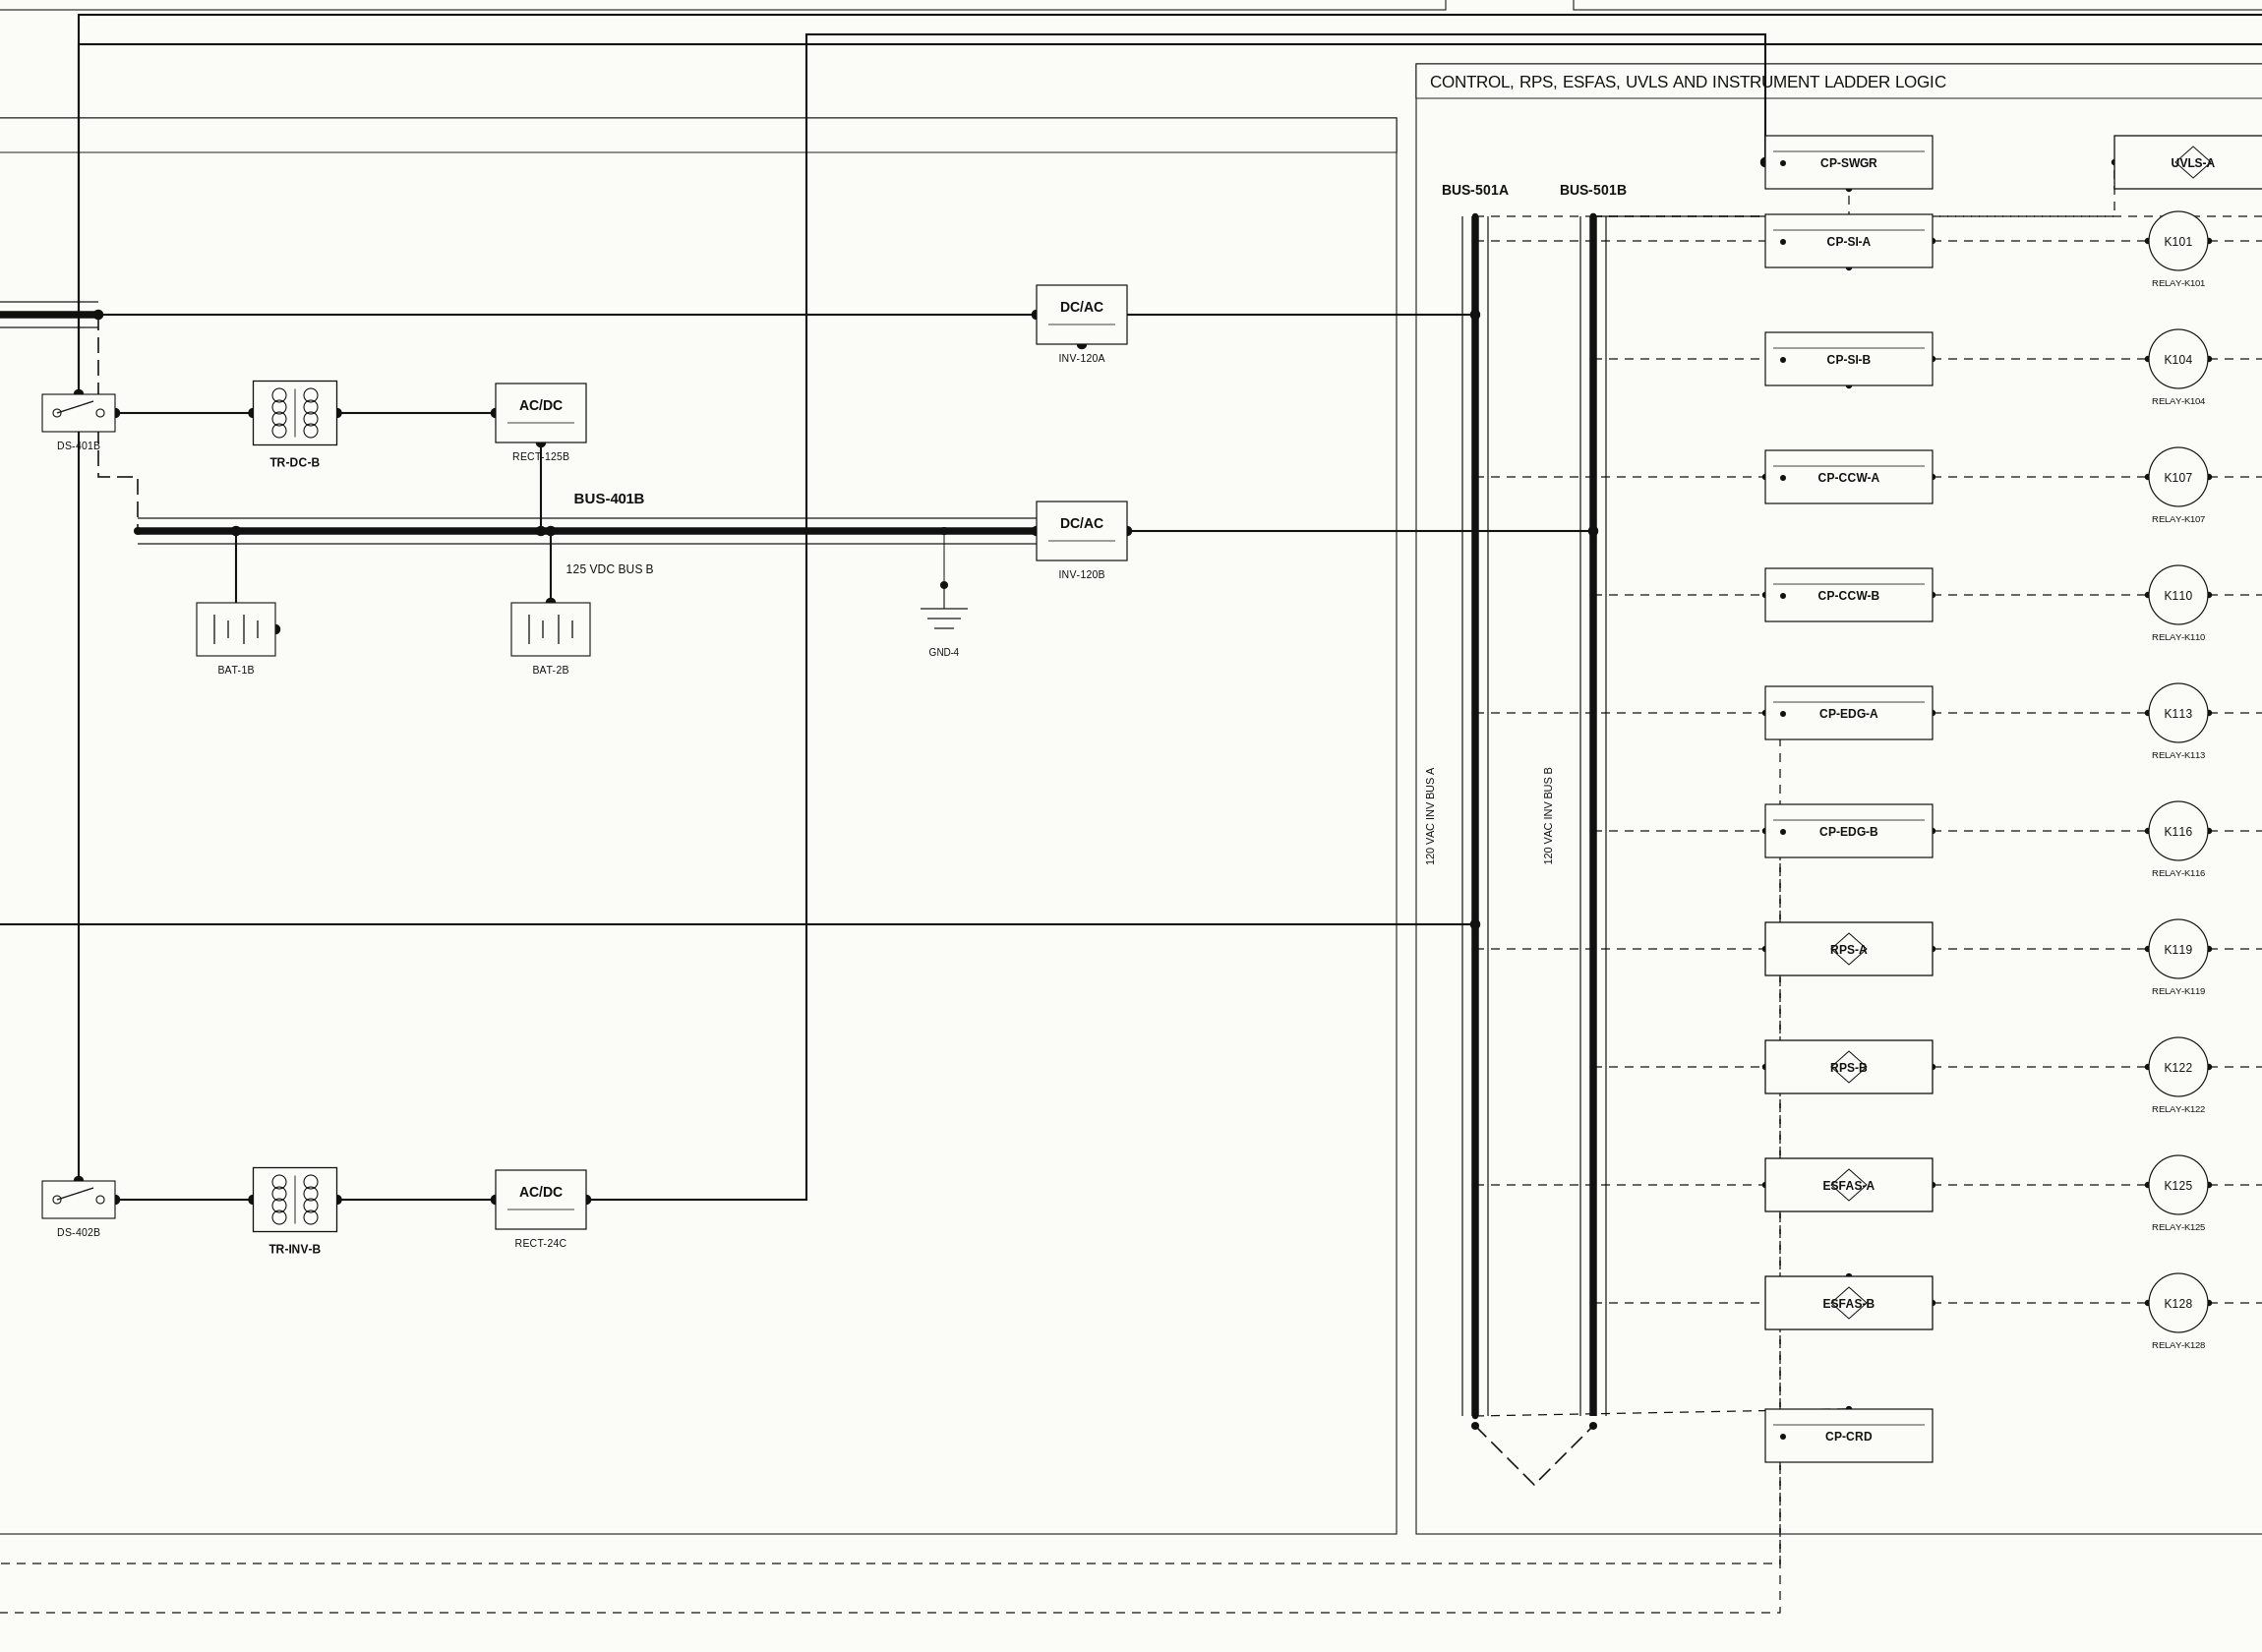 CONTROL, RPS, ESFAS, UVLS AND INSTRUMENT LADDER LOGIC
CP-SWGR
UVLS-A
BUS-501A
BUS-501B
CP-SI-A
K101
RELAY-K101
DC/AC
INV-120A
CP-SI-B
K104
RELAY-K104
DS-401B
TR-DC-B
AC/DC
RECT-125B
CP-CCW-A
K107
RELAY-K107
BUS-401B
DC/AC
INV-120B
125 VDC BUS B
CP-CCW-B
K110
RELAY-K110
GND-4
BAT-1B
BAT-2B
CP-EDG-A
K113
RELAY-K113
120 VAC INV BUS A
120 VAC INV BUS B
CP-EDG-B
K116
RELAY-K116
RPS-A
K119
RELAY-K119
RPS-B
K122
RELAY-K122
DS-402B
TR-INV-B
AC/DC
RECT-24C
ESFAS-A
K125
RELAY-K125
ESFAS-B
K128
RELAY-K128
CP-CRD